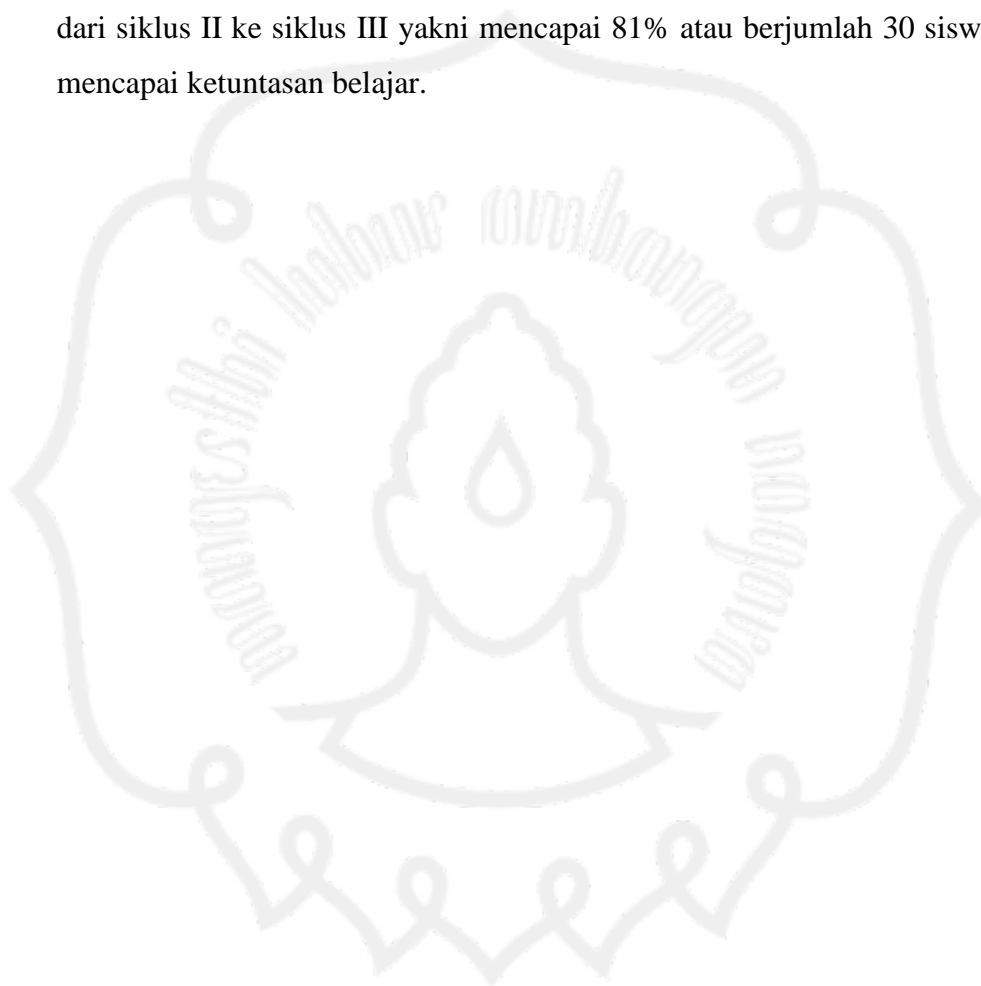 dari siklus II ke siklus III yakni mencapai 81% atau berjumlah 30 sisw
mencapai ketuntasan belajar.